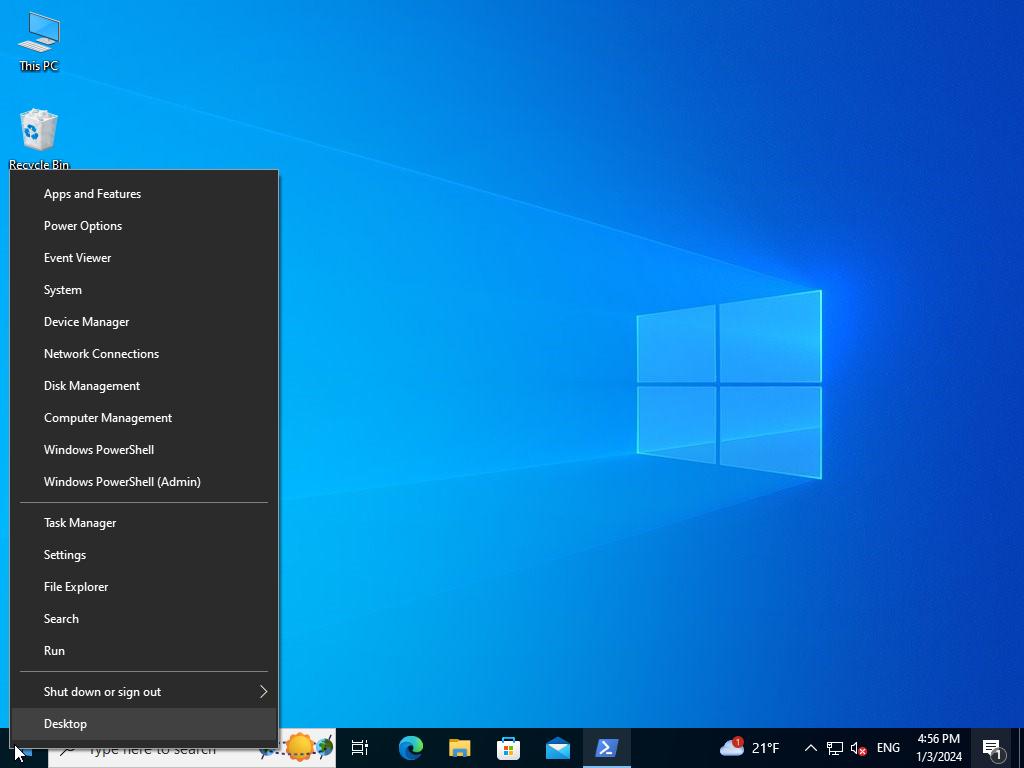 This PC
Recycle Bin
Apps and Features
Power Options
Event Viewer
System
Device Manager
Network Connections
Disk Management
Computer Management
Windows PowerShell
Windows PowerShell (Admin)
Task Manager
Settings
File Explorer
Search
Run
Shut down or sign out
Desktop
Type here to search
1
21°F
ENG
4:56 PM
1/3/2024
1